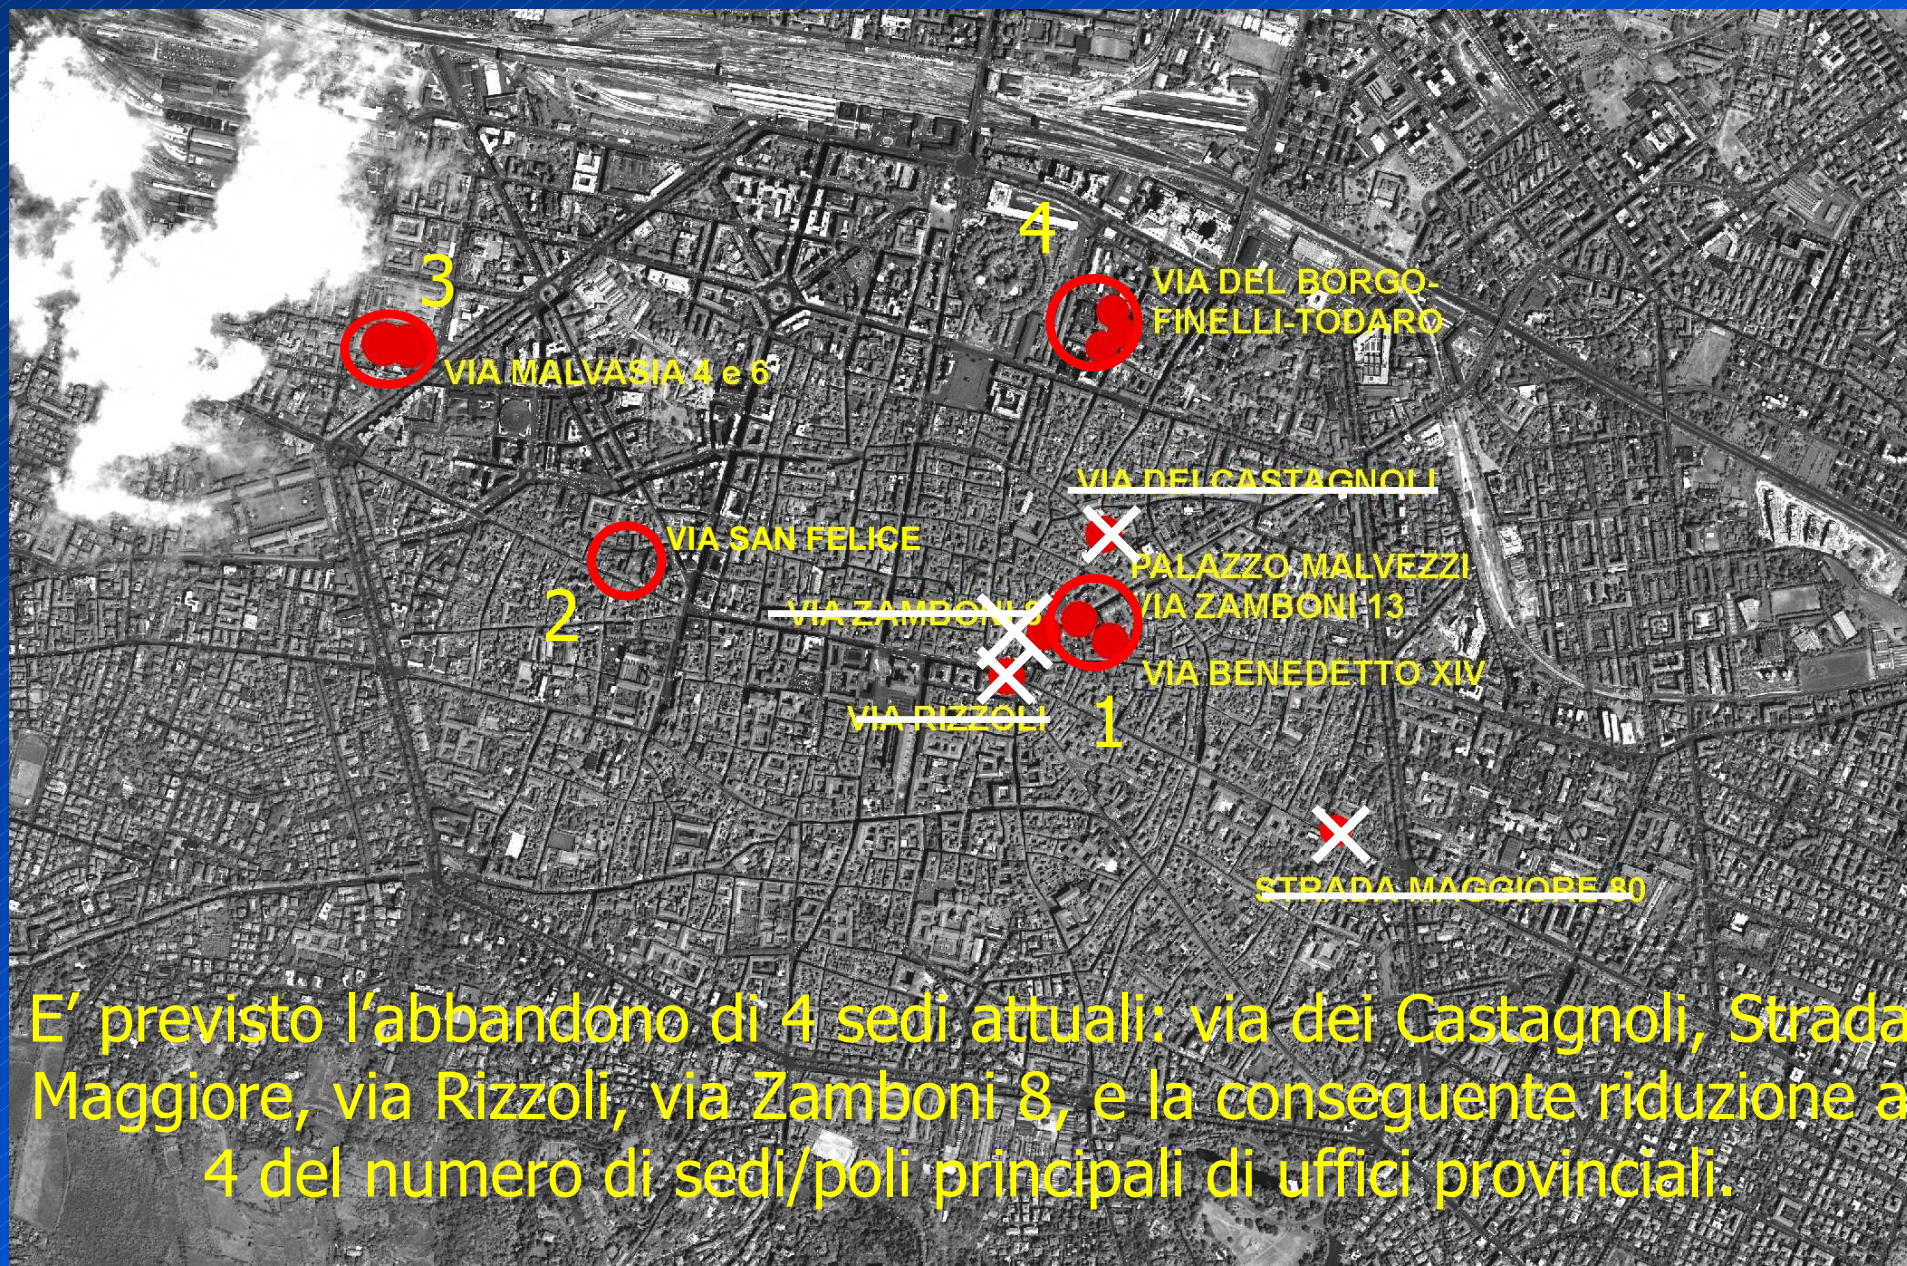 4
VIA DEL BORGO-
FINELLI-TODARO
3
VIA MALVASIA 4 e 6
VIA DEI CASTAGNOLI
VIA SAN FELICE
PALAZZO MALVEZZI
VIA ZAMBONI 13
2
VIA ZAMBONI 8
VIA BENEDETTO XIV
VIA RIZZOLI
1
STRADA MAGGIORE 80
E’ previsto l’abbandono di 4 sedi attuali: via dei Castagnoli, Strada
Maggiore, via Rizzoli, via Zamboni 8, e la conseguente riduzione a
4 del numero di sedi/poli principali di uffici provinciali.